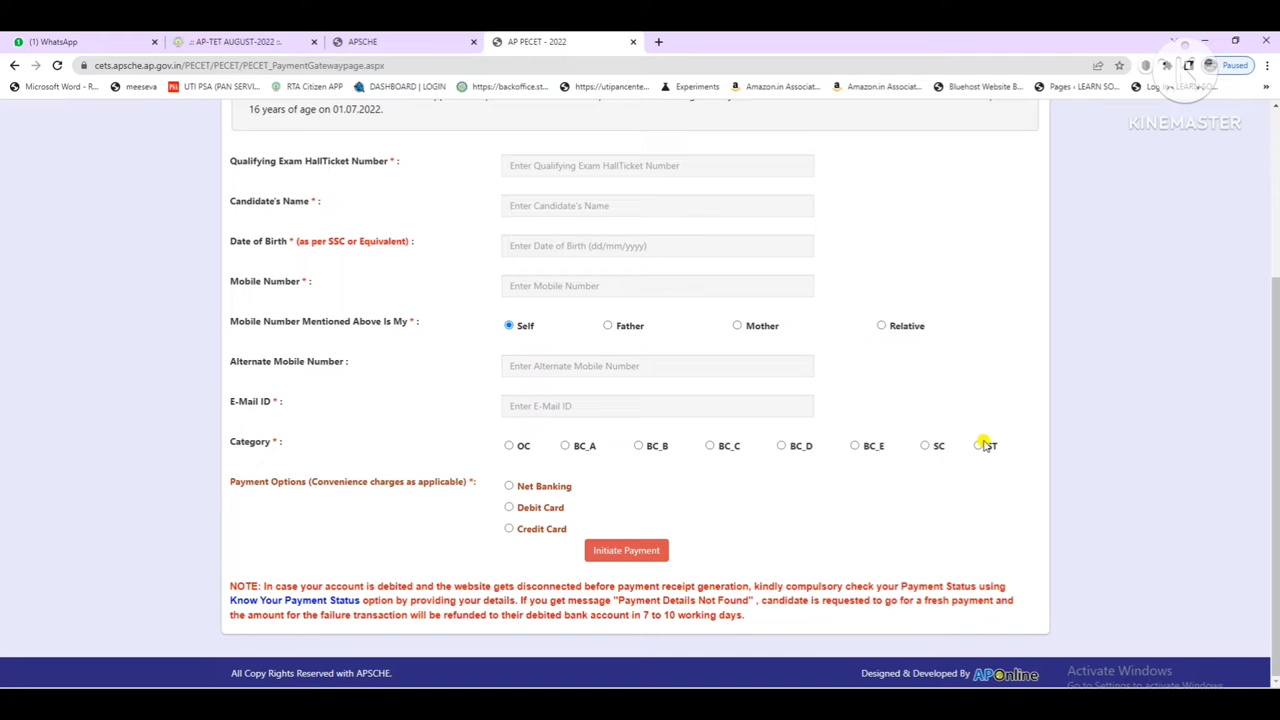 (1) WhatsApp
.:: AP-TET AUGUST-2022 ::.
APSCHE
AP PECET - 2022
cets.apsche.ap.gov.in/PECET/PECET/PECET_PaymentGatewaypage.aspx
Paused
Microsoft Word - R...
meeseva
UTI PSA (PAN SERVI...
RTA Citizen APP
DASHBOARD | LOGIN
https://backoffice.st...
https://utipancente...
Experiments
Amazon.in Associat...
Amazon.in Associat...
Bluehost Website B...
Pages ‹ LEARN SO...
KINEMASTER
16 years of age on 01.07.2022.
Qualifying Exam HallTicket Number * :
Enter Qualifying Exam HallTicket Number
Candidate's Name * :
Enter Candidate's Name
Date of Birth * (as per SSC or Equivalent) :
Enter Date of Birth (dd/mm/yyyy)
Mobile Number * :
Enter Mobile Number
Mobile Number Mentioned Above Is My * :
Self Father Mother Relative
Alternate Mobile Number :
Enter Alternate Mobile Number
E-Mail ID * :
Enter E-Mail ID
Category * :
OC BC_A BC_B BC_C BC_D BC_E SC ST
Payment Options (Convenience charges as applicable) *:
Net Banking
Debit Card
Credit Card
Initiate Payment
NOTE: In case your account is debited and the website gets disconnected before payment receipt generation, kindly compulsory check your Payment Status using
Know Your Payment Status option by providing your details. If you get message "Payment Details Not Found" , candidate is requested to go for a fresh payment and
the amount for the failure transaction will be refunded to their debited bank account in 7 to 10 working days.
All Copy Rights Reserved with APSCHE.
Designed & Developed By APOnline
Activate Windows
Go to Settings to activate Windows.